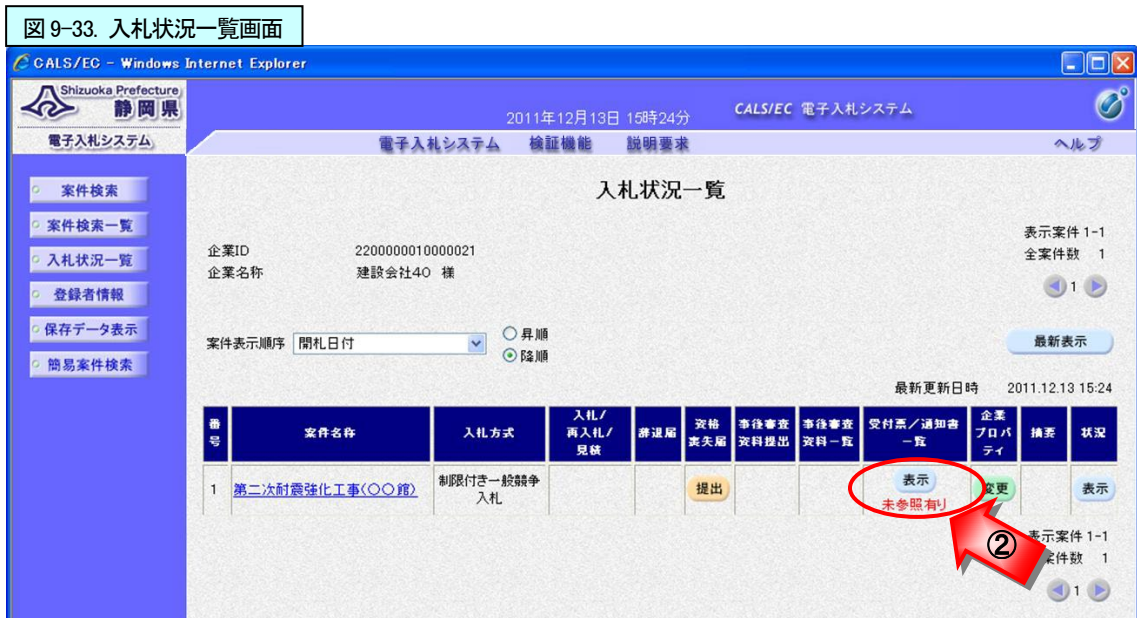 図 9-33. 入札状況一覧画面
CALS/EC - Windows Internet Explorer
Shizuoka Prefecture
静岡県
電子入札システム
2011年12月13日 15時24分
CALS/EC 電子入札システム
電子入札システム 検証機能 説明要求 ヘルプ
案件検索
案件検索一覧
入札状況一覧
登録者情報
保存データ表示
簡易案件検索
入札状況一覧
企業ID 2200000010000021
企業名称 建設会社40 様
表示案件 1-1
全案件数 1
1
案件表示順序 開札日付
昇順
降順
最新表示
最新更新日時 2011.12.13 15:24
番号 案件名称 入札方式 入札/再入札/見積 辞退届 資格喪失届 事後審査資料提出 事後審査資料一覧 受付票/通知書一覧 企業プロパティ 摘要 状況
1 第二次耐震強化工事(○○館) 制限付き一般競争入札 提出 表示 変更 表示
未参照有り
②
表示案件 1-1
案件数 1
1